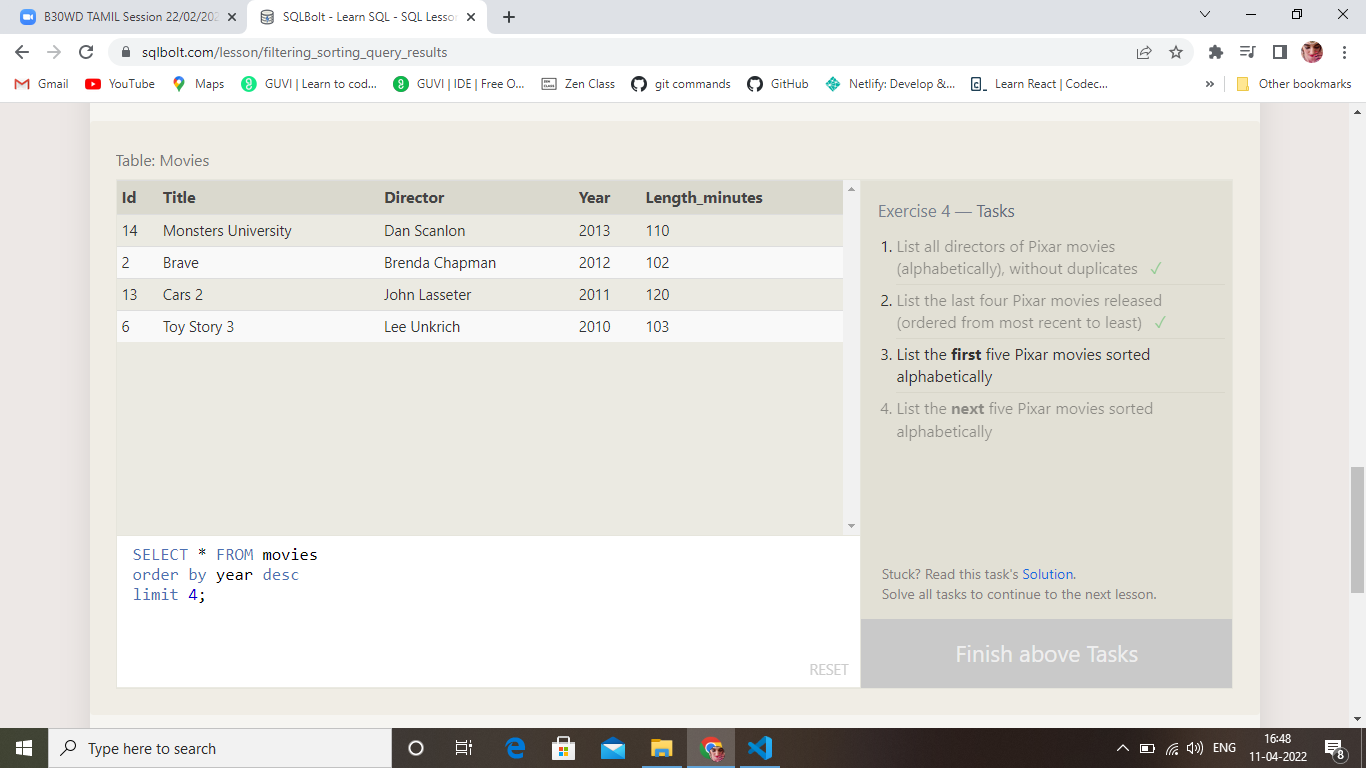 B30WD TAMIL Session 22/02/202
SQLBolt - Learn SQL - SQL Lesson
sqlbolt.com/lesson/filtering_sorting_query_results
Gmail YouTube Maps GUVI | Learn to cod... GUVI | IDE | Free O... Zen Class git commands GitHub Netlify: Develop &... Learn React | Codec... » Other bookmarks
Table: Movies
Id Title Director Year Length_minutes
14 Monsters University Dan Scanlon 2013 110
2 Brave Brenda Chapman 2012 102
13 Cars 2 John Lasseter 2011 120
6 Toy Story 3 Lee Unkrich 2010 103
SELECT * FROM movies
order by year desc
limit 4;
RESET
Exercise 4 — Tasks
1. List all directors of Pixar movies
(alphabetically), without duplicates ✓
2. List the last four Pixar movies released
(ordered from most recent to least) ✓
3. List the first five Pixar movies sorted
alphabetically
4. List the next five Pixar movies sorted
alphabetically
Stuck? Read this task's Solution.
Solve all tasks to continue to the next lesson.
Finish above Tasks
Type here to search
ENG
16:48
11-04-2022
8